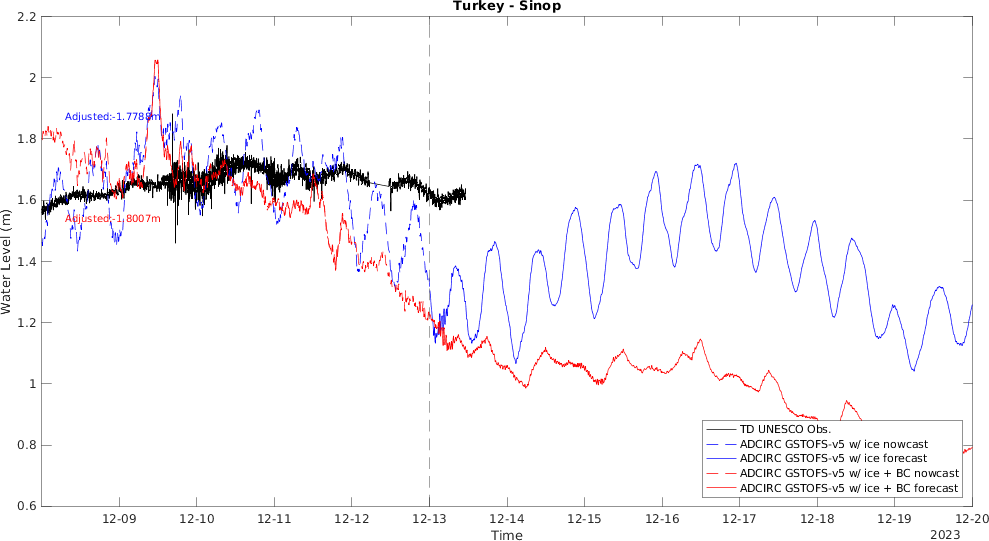 Turkey - Sinop
2.2
2
1.8
1.6
1.4
1.2
1
0.8
0.6
Water Level (m)
Adjusted:-1.7788m
Adjusted:-1.8007m
TD UNESCO Obs.
ADCIRC GSTOFS-v5 w/ ice nowcast
ADCIRC GSTOFS-v5 w/ ice forecast
ADCIRC GSTOFS-v5 w/ ice + BC nowcast
ADCIRC GSTOFS-v5 w/ ice + BC forecast
12-09 12-10 12-11 12-12 12-13 12-14 12-15 12-16 12-17 12-18 12-19 12-20
Time
2023